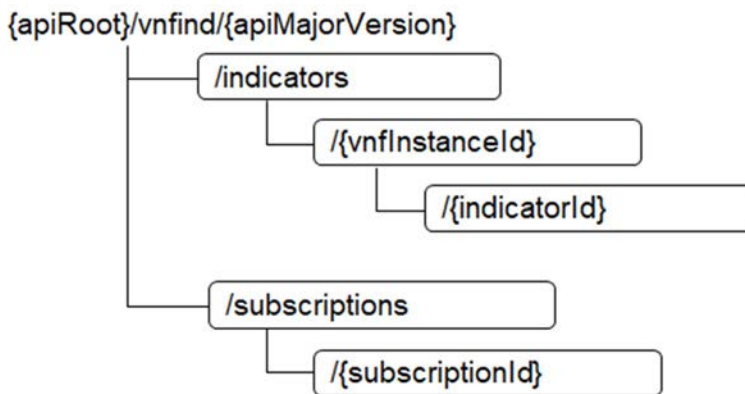 {apiRoot}/vnfind/{apiMajorVersion}
/indicators
/{vnfInstanceId}
/{indicatorId}
/subscriptions
/{subscriptionId}